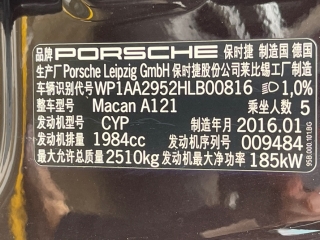 品牌 PORSCHE 保时捷 制造国 德国
生产厂 Porsche Leipzig GmbH 保时捷股份公司莱比锡工厂制造
车辆识别代号 WP1AA2952HLB00816 1,0%
整车型号 Macan A121 乘坐人数 5
发动机型号 CYP 制造年月 2016.01
发动机排量 1984cc 发动机序列号 009484
最大允许总质量 2510kg 发动机最大净功率 185kW
95B.000.101.BG